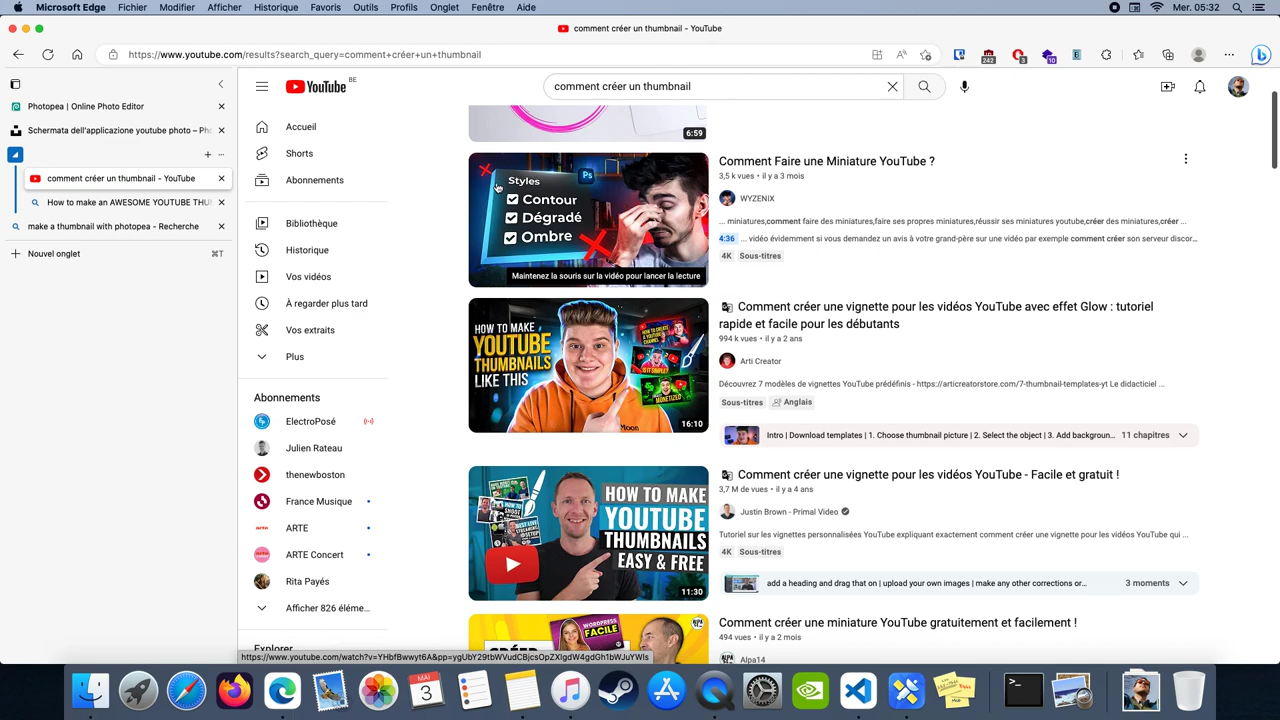 Microsoft Edge Fichier Modifier Afficher Historique Favoris Outils Profils Onglet Fenêtre Aide Mer. 05:32
comment créer un thumbnail - YouTube
https://www.youtube.com/results?search_query=comment+créer+un+thumbnail
242 3 10
Photopea | Online Photo Editor
Schermata dell'applicazione youtube photo – Pho
comment créer un thumbnail - YouTube
How to make an AWESOME YOUTUBE THU
make a thumbnail with photopea - Recherche
Nouvel onglet ⌘T
YouTube BE
comment créer un thumbnail
Accueil
Shorts
Abonnements
Bibliothèque
Historique
Vos vidéos
À regarder plus tard
Vos extraits
Plus
Abonnements
ElectroPosé
Julien Rateau
thenewboston
France Musique
ARTE
ARTE Concert
Rita Payés
Afficher 826 éléme...
Explorer
6:59
Styles
Ps
Contour
Dégradé
Ombre
Maintenez la souris sur la vidéo pour lancer la lecture
Comment Faire une Miniature YouTube ?
3,5 k vues • il y a 3 mois
WYZENIX
... miniatures,comment faire des miniatures,faire ses propres miniatures,réussir ses miniatures youtube,créer des miniatures,créer ...
4:36 ... vidéo évidemment si vous demandez un avis à votre grand-père sur une vidéo par exemple comment créer son serveur discor...
4K Sous-titres
HOW TO MAKE
YOUTUBE
THUMBNAILS
LIKE THIS
Moon
16:10
Comment créer une vignette pour les vidéos YouTube avec effet Glow : tutoriel
rapide et facile pour les débutants
994 k vues • il y a 2 ans
Arti Creator
Découvrez 7 modèles de vignettes YouTube prédéfinis - https://articreatorstore.com/7-thumbnail-templates-yt Le didacticiel ...
Sous-titres Anglais
Intro | Download templates | 1. Choose thumbnail picture | 2. Select the object | 3. Add backgroun... 11 chapitres
HOW TO MAKE
YOUTUBE
THUMBNAILS
EASY & FREE
11:30
Comment créer une vignette pour les vidéos YouTube - Facile et gratuit !
3,7 M de vues • il y a 4 ans
Justin Brown - Primal Video
Tutoriel sur les vignettes personnalisées YouTube expliquant exactement comment créer une vignette pour les vidéos YouTube qui ...
4K Sous-titres
add a heading and drag that on | upload your own images | make any other corrections or... 3 moments
WORDPRESS
FACILE
ALPA
Comment créer une miniature YouTube gratuitement et facilement !
494 vues • il y a 2 mois
Alpa14
MAI
3